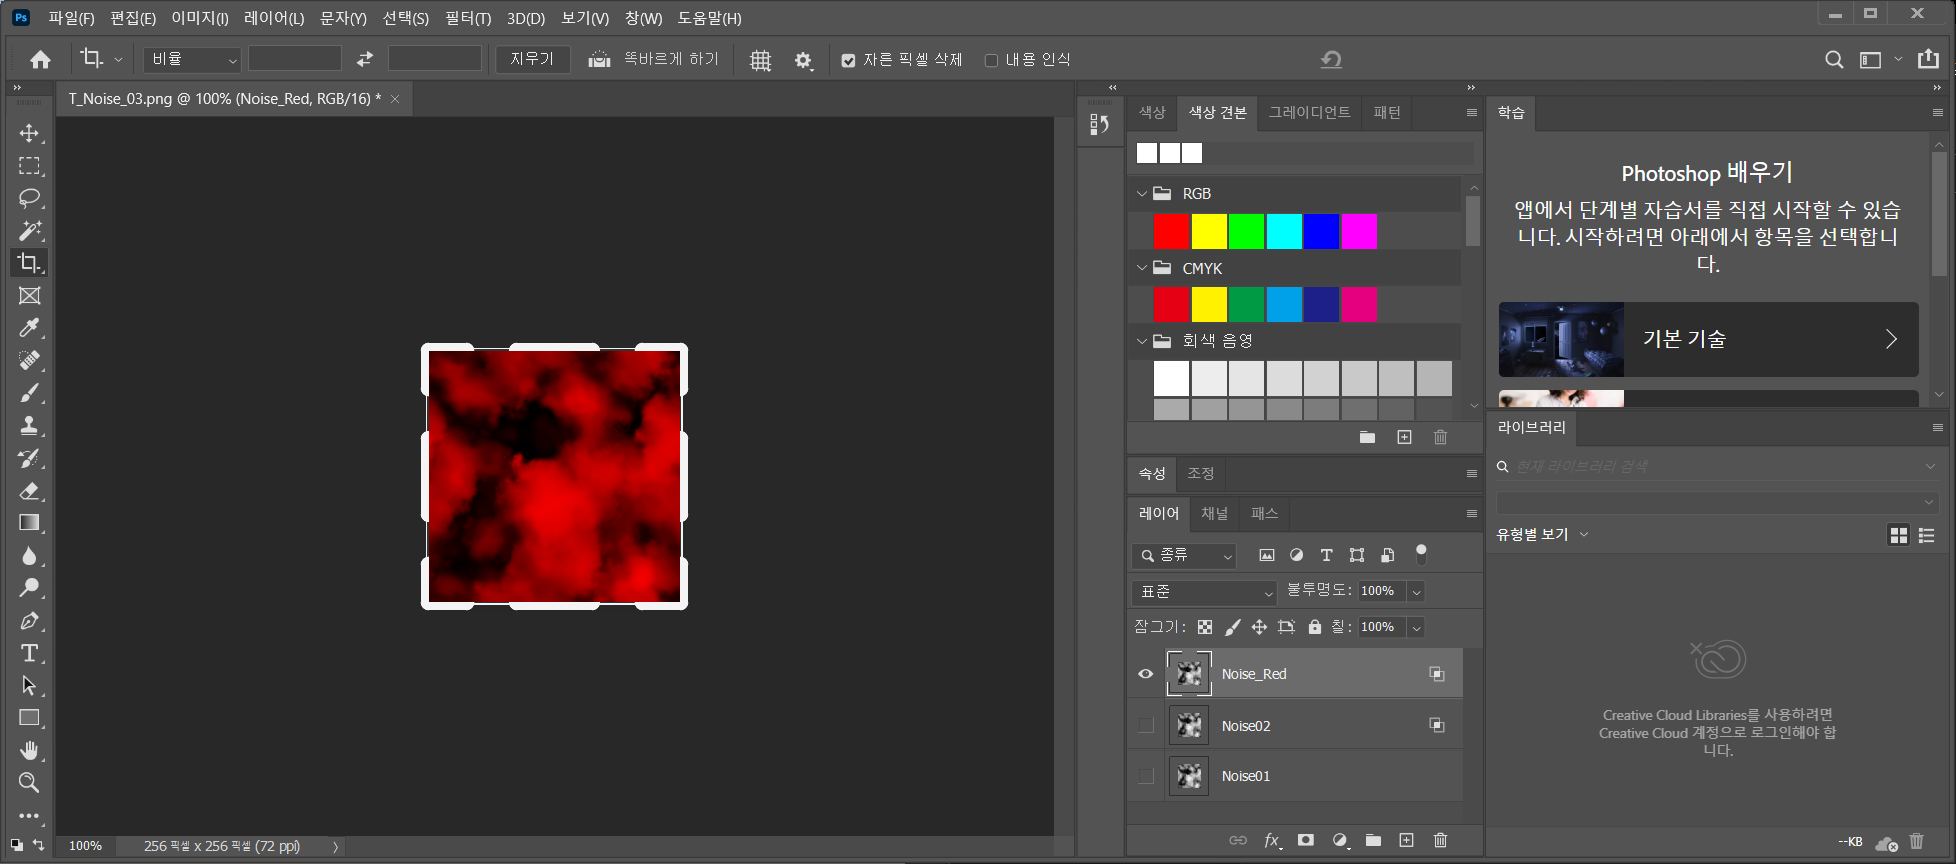 Ps 파일(F) 편집(E) 이미지(I) 레이어(L) 문자(Y) 선택(S) 필터(T) 3D(D) 보기(V) 창(W) 도움말(H)
비율 지우기 똑바르게 하기 자른 픽셀 삭제 내용 인식
T_Noise_03.png @ 100% (Noise_Red, RGB/16) *
색상 색상 견본 그레이디언트 패턴
RGB
CMYK
회색 음영
속성 조정
레이어 채널 패스
종류
표준 불투명도: 100%
잠그기: 칠: 100%
Noise_Red
Noise02
Noise01
fx
학습
Photoshop 배우기
앱에서 단계별 자습서를 직접 시작할 수 있습
니다. 시작하려면 아래에서 항목을 선택합니
다.
기본 기술
라이브러리
현재 라이브러리 검색
유형별 보기
Creative Cloud Libraries를 사용하려면
Creative Cloud 계정으로 로그인해야 합
니다.
--KB
100% 256 픽셀 x 256 픽셀 (72 ppi)